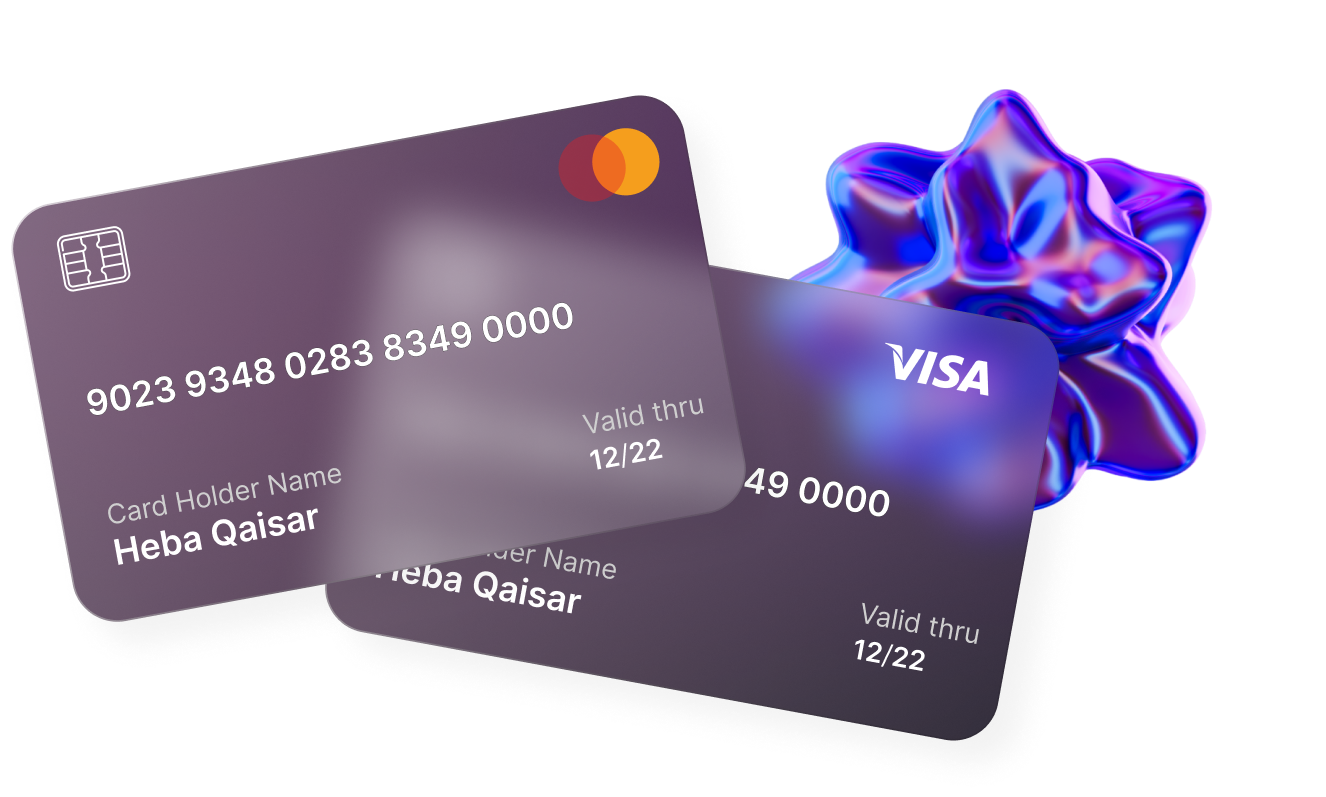 9023 9348 0283 8349 0000
Valid thru
12/22
Card Holder Name
Heba Qaisar
VISA
49 0000
Name
Heba Qaisar
Valid thru
12/22